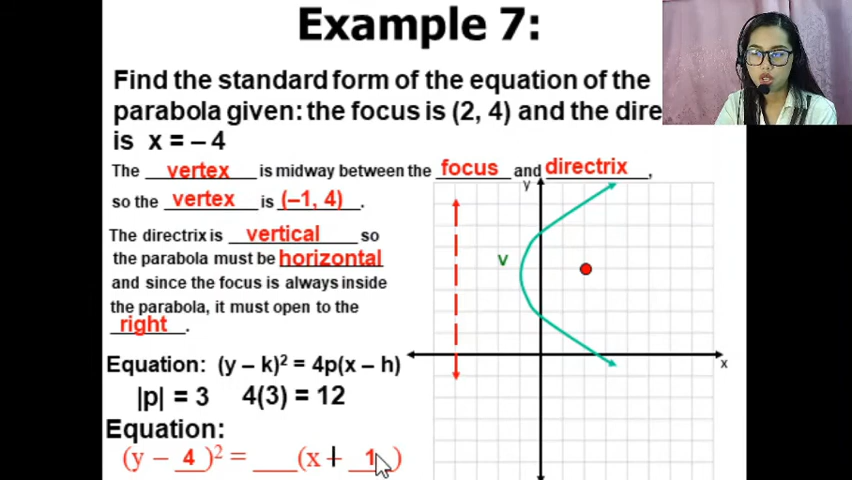 Example 7:
Find the standard form of the equation of the
parabola given: the focus is (2, 4) and the dire
is x = – 4
The vertex is midway between the focus and directrix,
so the vertex is (–1, 4).
The directrix is vertical so
the parabola must be horizontal
and since the focus is always inside
the parabola, it must open to the
right.
y
V
x
Equation: (y – k)² = 4p(x – h)
|p| = 3 4(3) = 12
Equation:
(y – 4)² = ___(x + 1)